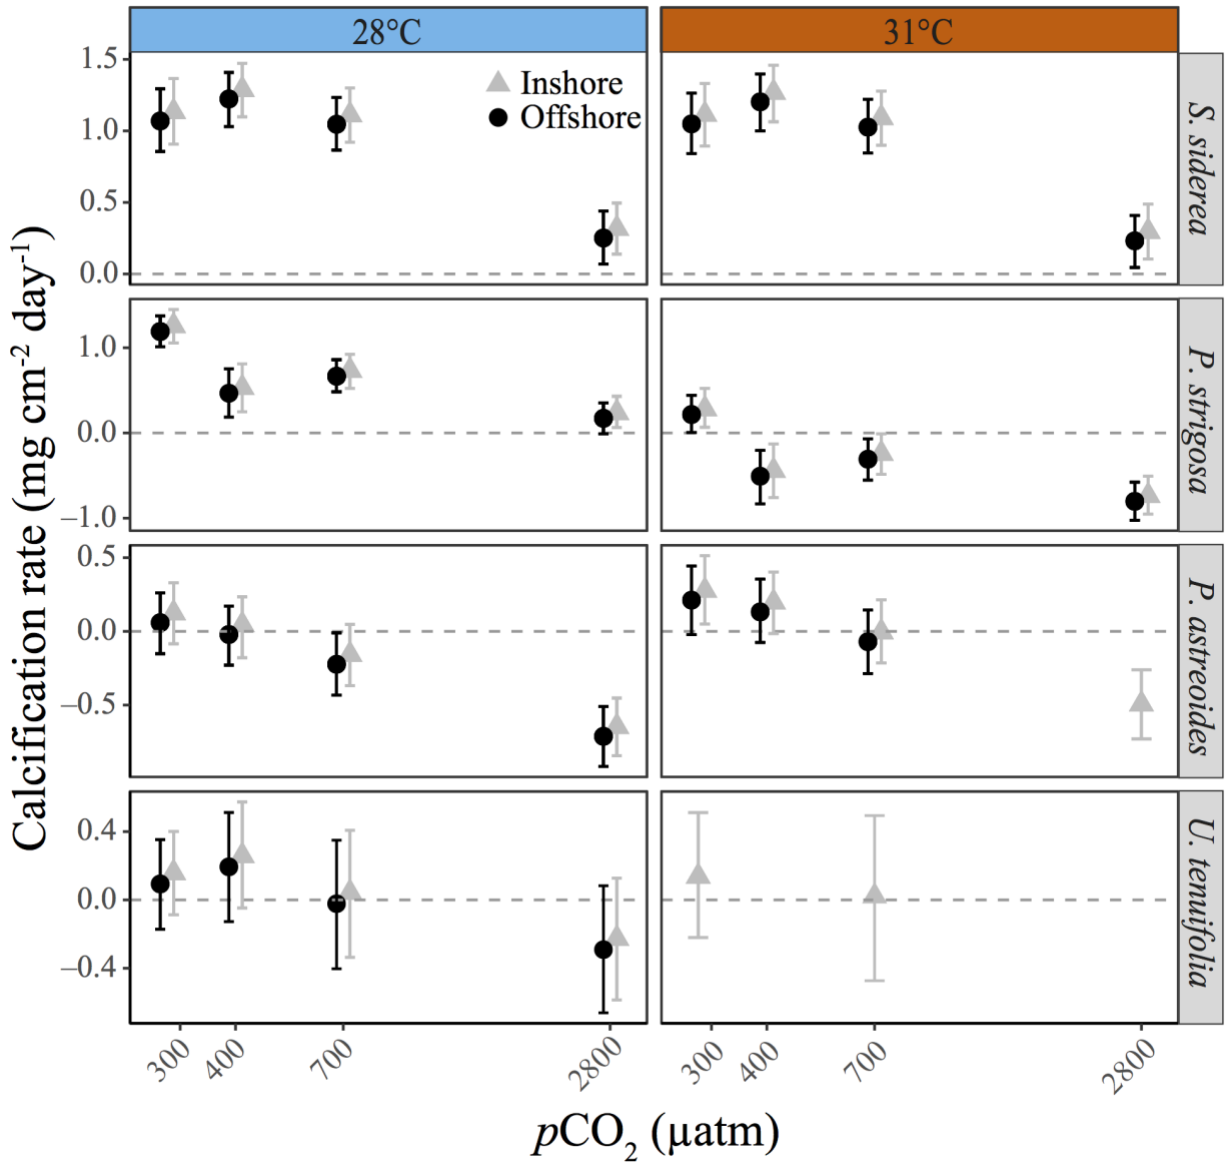 28°C
31°C
Inshore
Offshore
Calcification rate (mg cm-2 day-1)
1.5
1.0
0.5
0.0
S. siderea
1.0
0.0
–1.0
P. strigosa
0.5
0.0
–0.5
P. astreoides
0.4
0.0
–0.4
U. tenuifolia
300
400
700
2800
300
400
700
2800
pCO2 (µatm)